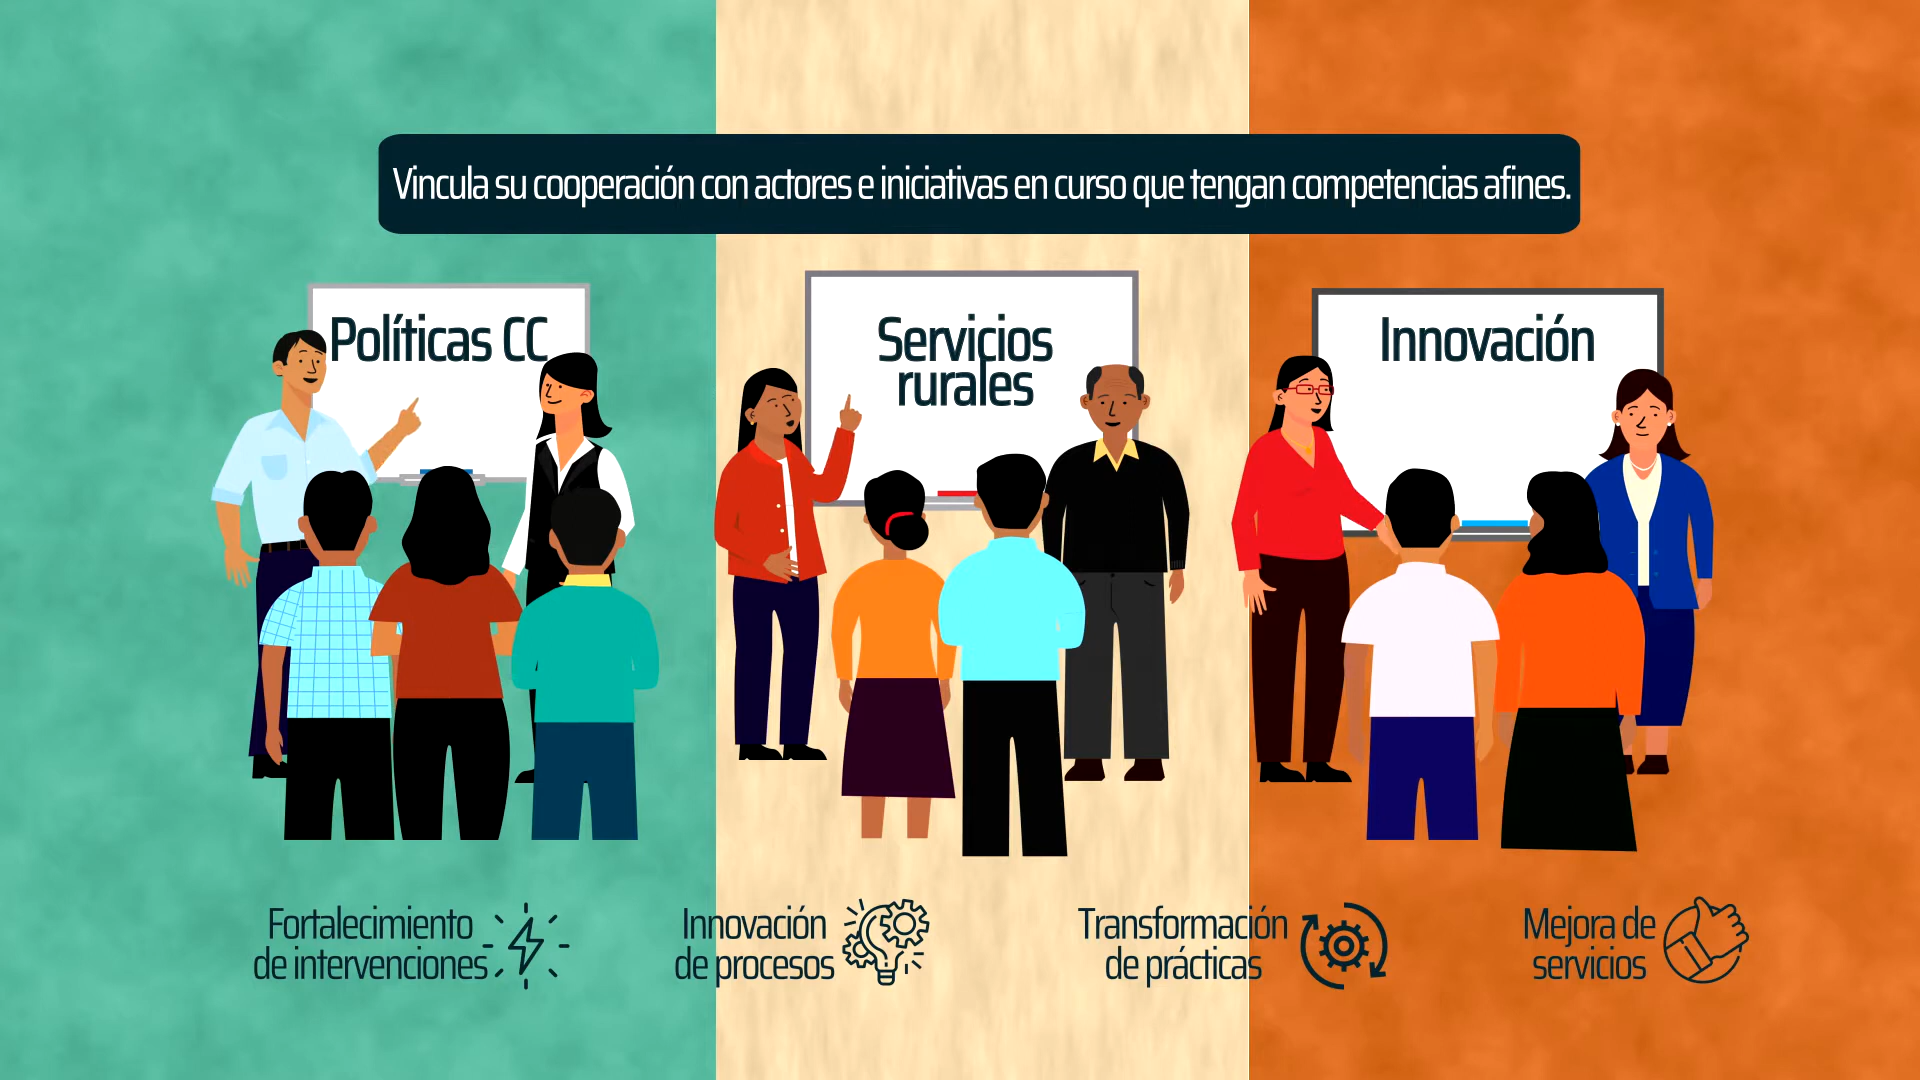 Vincula su cooperación con actores e iniciativas en curso que tengan competencias afines.
Políticas CC
Servicios
rurales
Innovación
Fortalecimiento
de intervenciones
Innovación
de procesos
Transformación
de prácticas
Mejora de
servicios